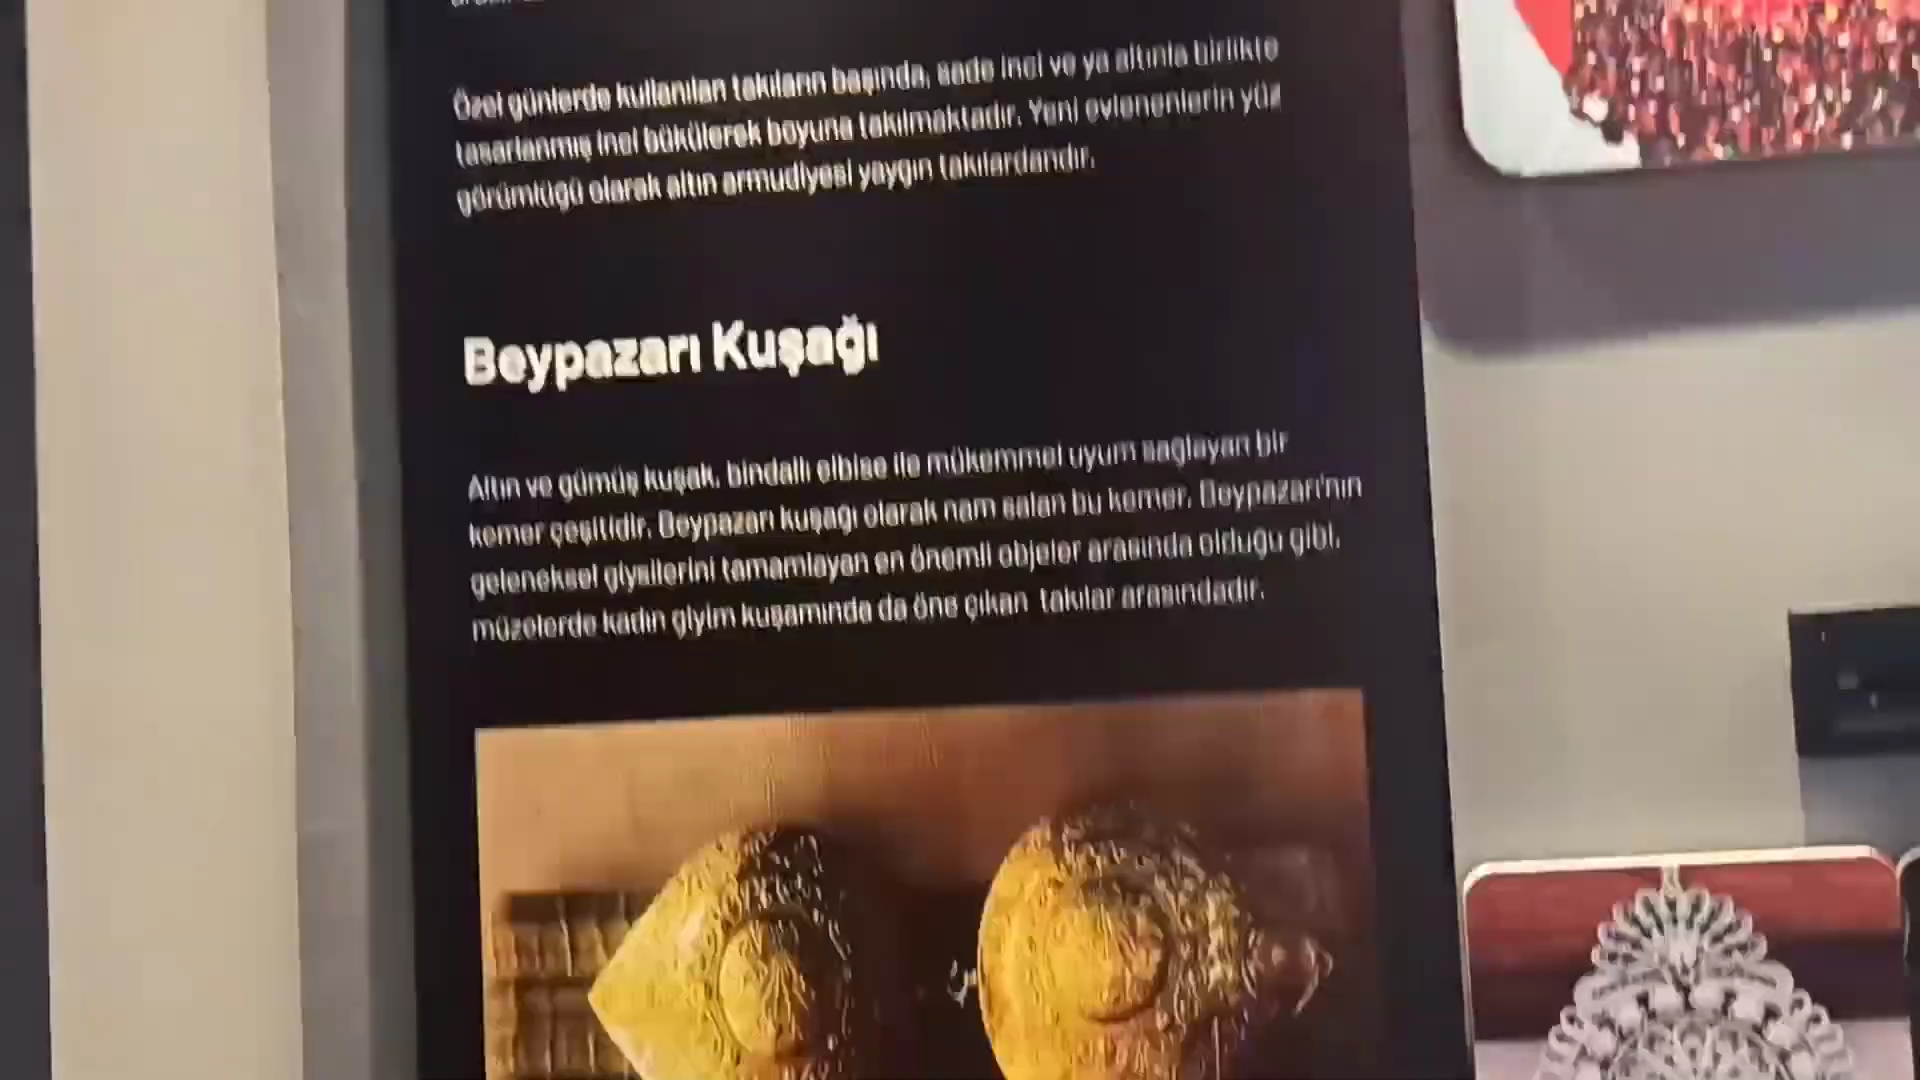 Özel günlerde kullanılan takıların başında, sade inci ve ya altınla birlikte
tasarlanmış inci bükülerek boyuna takılmaktadır. Yeni evlenenlerin yüz
görümlüğü olarak altın armudiyesi yaygın takılardandır.
Beypazarı Kuşağı
Altın ve gümüş kuşak, bindallı elbise ile mükemmel uyum sağlayan bir
kemer çeşitidir. Beypazarı kuşağı olarak nam salan bu kemer, Beypazarı'nın
geleneksel giysilerini tamamlayan en önemli objeler arasında olduğu gibi,
müzelerde kadın giyim kuşamında da öne çıkan takılar arasındadır.